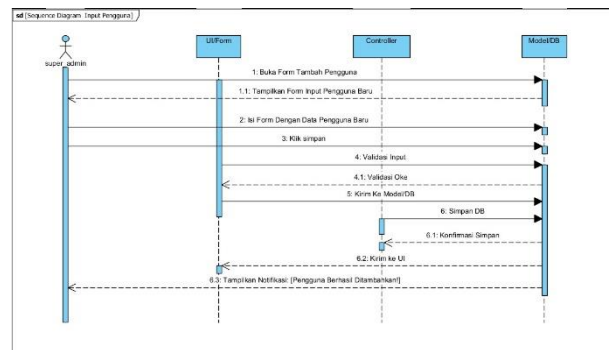 sd [Sequence Diagram Input Pengguna]
super_admin
UI/Form
Controller
Model/DB
1: Buka Form Tambah Pengguna
1.1: Tampilkan Form Input Pengguna Baru
2: Isi Form Dengan Data Pengguna Baru
3: Klik simpan
4: Validasi Input
4.1: Validasi Oke
5: Kirim Ke Model/DB
6: Simpan DB
6.1: Konfirmasi Simpan
6.2: Kirim ke UI
6.3: Tampilkan Notifikasi: [Pengguna Berhasil Ditambahkan!]